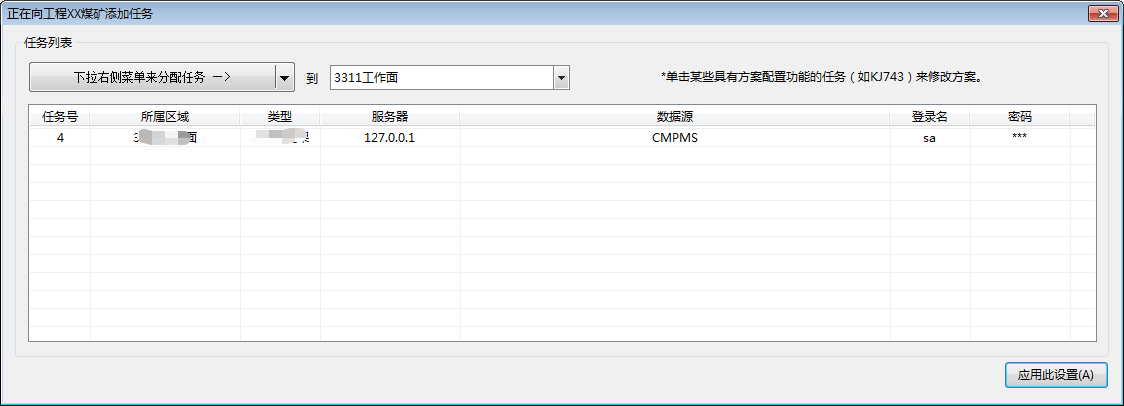 正在向工程XX煤矿添加任务
任务列表
下拉右侧菜单来分配任务 —> 到 3311工作面 *单击某些具有方案配置功能的任务（如KJ743）来修改方案。
任务号 所属区域 类型 服务器 数据源 登录名 密码
4 面 127.0.0.1 CMPMS sa ***
应用此设置(A)